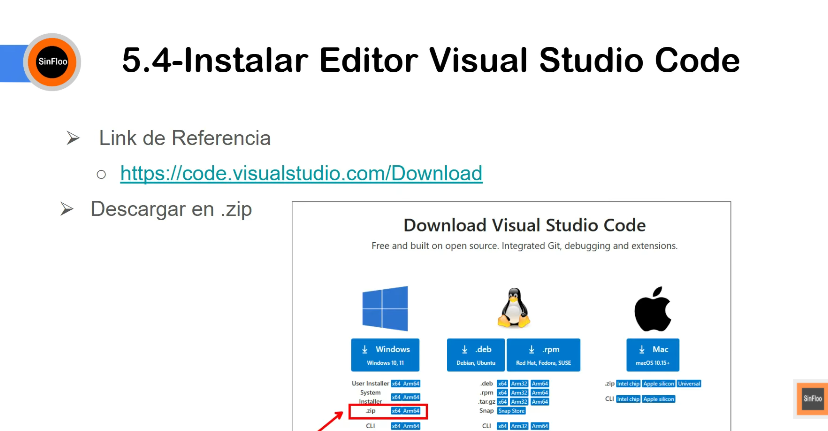 SinFloo
5.4-Instalar Editor Visual Studio Code
➢ Link de Referencia
○ https://code.visualstudio.com/Download
➢ Descargar en .zip
Download Visual Studio Code
Free and built on open source. Integrated Git, debugging and extensions.
Windows
Windows 10, 11
User Installer x64 Arm64
System
Installer x64 Arm64
.zip x64 Arm64
CLI x64 Arm64
.deb
Debian, Ubuntu
.rpm
Red Hat, Fedora, SUSE
.deb x64 Arm32 Arm64
.rpm x64 Arm32 Arm64
.tar.gz x64 Arm32 Arm64
Snap Snap Store
CLI x64 Arm32 Arm64
Mac
macOS 10.15+
.zip Intel chip Apple silicon Universal
CLI Intel chip Apple silicon
SinFloo